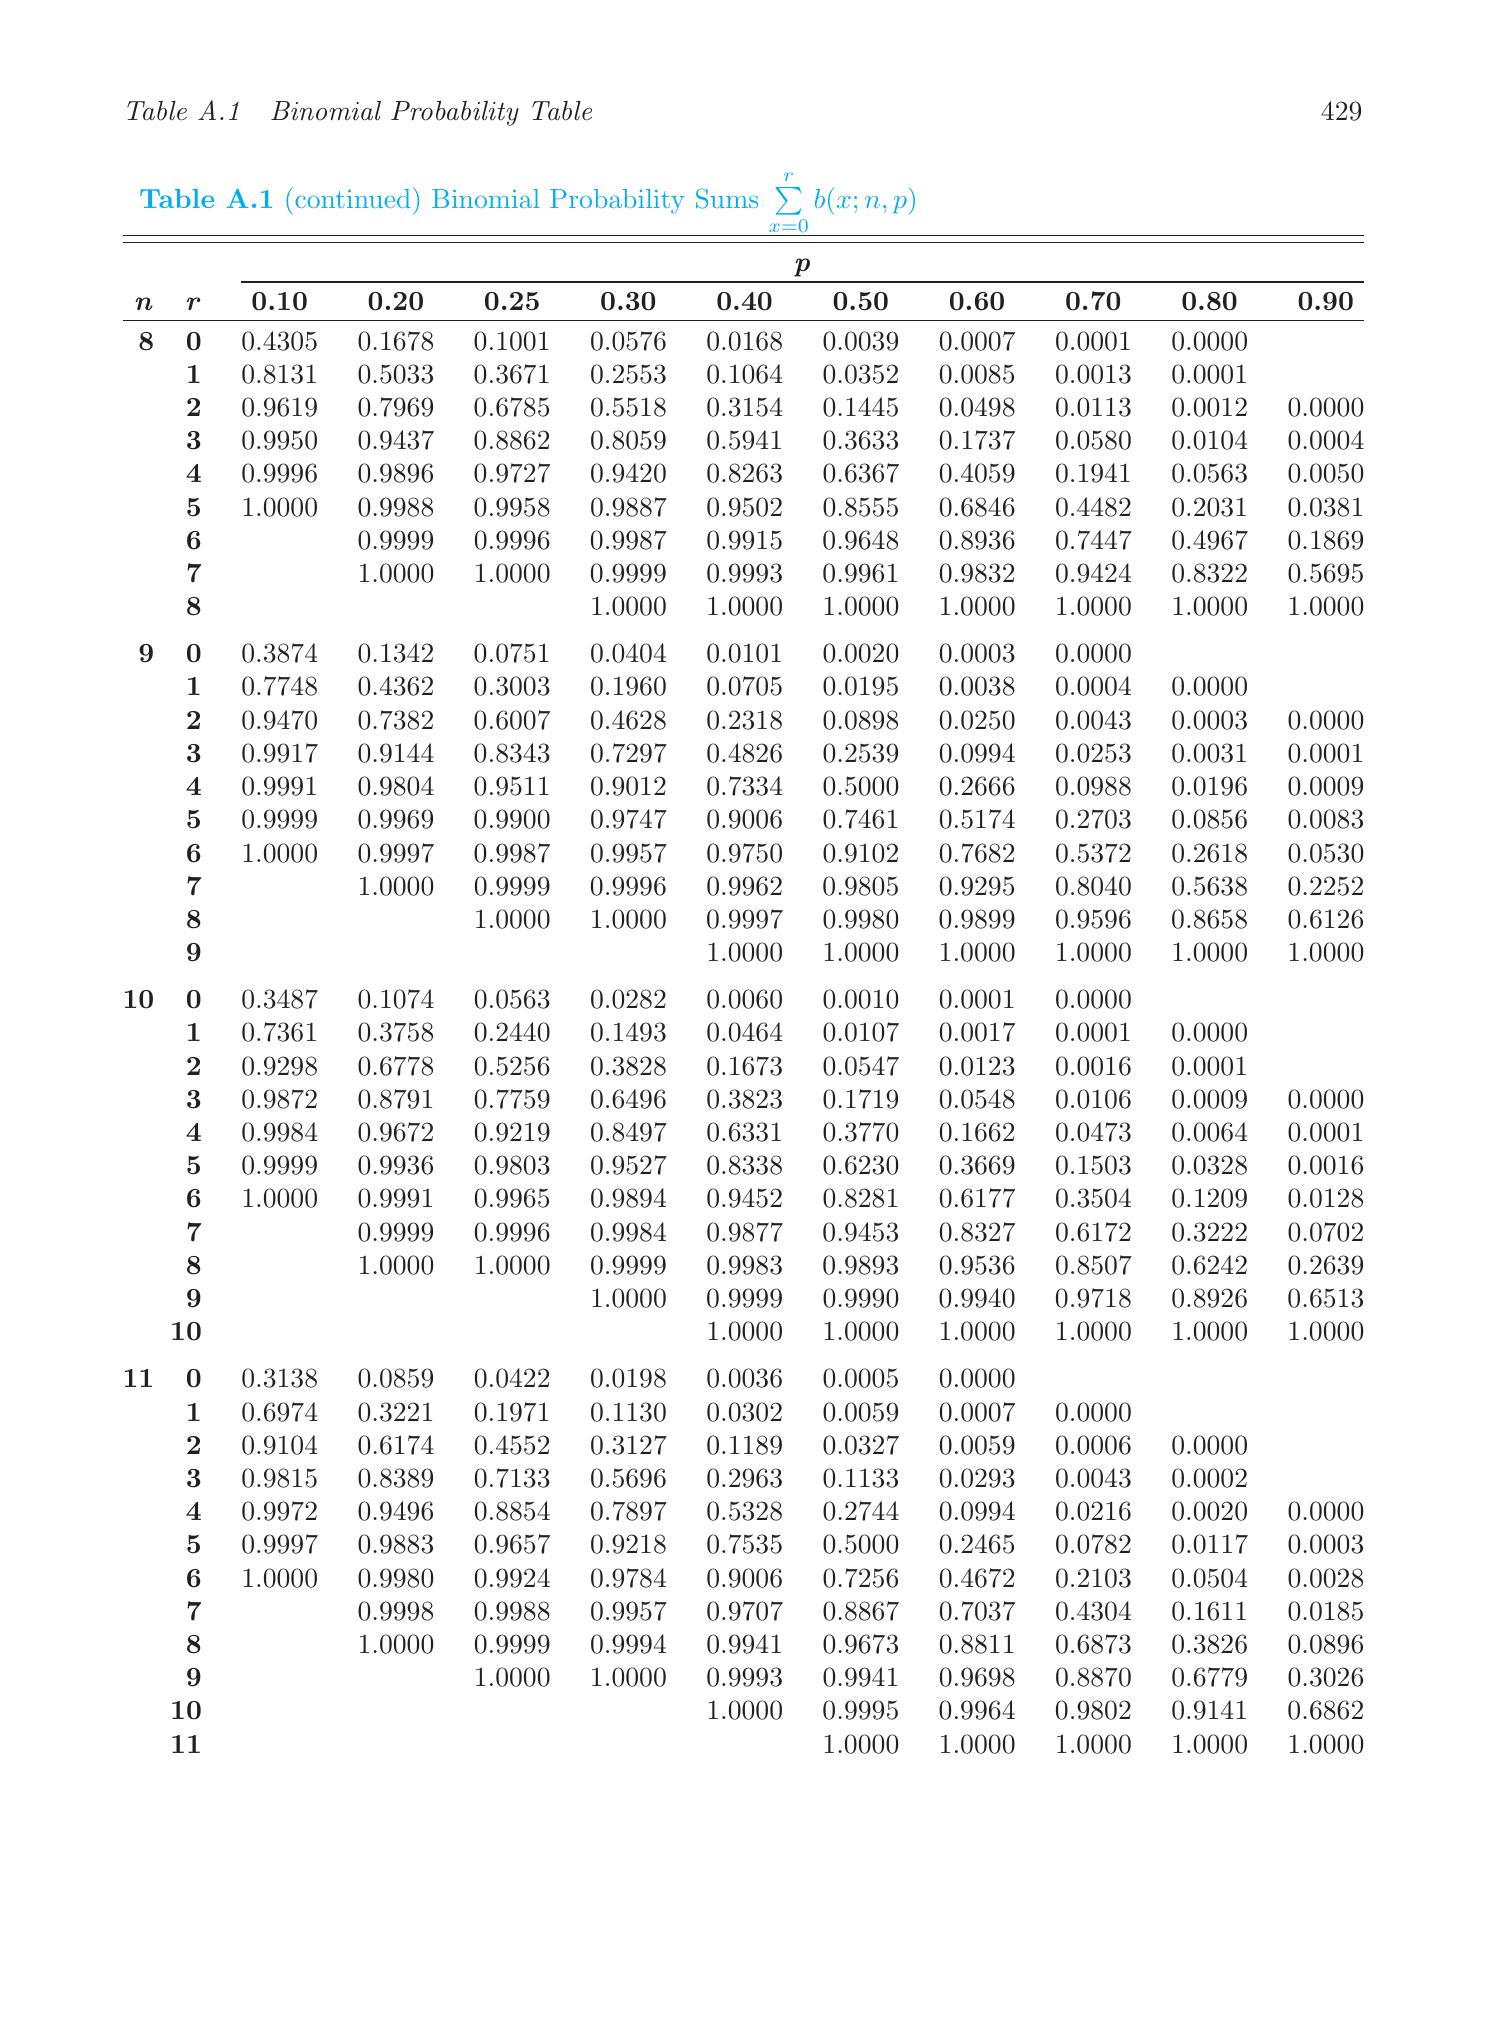 Table A.1 Binomial Probability Table 429
Table A.1 (continued) Binomial Probability Sums ∑_{x=0}^{r} b(x; n, p)
p
n r 0.10 0.20 0.25 0.30 0.40 0.50 0.60 0.70 0.80 0.90
8 0 0.4305 0.1678 0.1001 0.0576 0.0168 0.0039 0.0007 0.0001 0.0000
1 0.8131 0.5033 0.3671 0.2553 0.1064 0.0352 0.0085 0.0013 0.0001
2 0.9619 0.7969 0.6785 0.5518 0.3154 0.1445 0.0498 0.0113 0.0012 0.0000
3 0.9950 0.9437 0.8862 0.8059 0.5941 0.3633 0.1737 0.0580 0.0104 0.0004
4 0.9996 0.9896 0.9727 0.9420 0.8263 0.6367 0.4059 0.1941 0.0563 0.0050
5 1.0000 0.9988 0.9958 0.9887 0.9502 0.8555 0.6846 0.4482 0.2031 0.0381
6 0.9999 0.9996 0.9987 0.9915 0.9648 0.8936 0.7447 0.4967 0.1869
7 1.0000 1.0000 0.9999 0.9993 0.9961 0.9832 0.9424 0.8322 0.5695
8 1.0000 1.0000 1.0000 1.0000 1.0000 1.0000 1.0000
9 0 0.3874 0.1342 0.0751 0.0404 0.0101 0.0020 0.0003 0.0000
1 0.7748 0.4362 0.3003 0.1960 0.0705 0.0195 0.0038 0.0004 0.0000
2 0.9470 0.7382 0.6007 0.4628 0.2318 0.0898 0.0250 0.0043 0.0003 0.0000
3 0.9917 0.9144 0.8343 0.7297 0.4826 0.2539 0.0994 0.0253 0.0031 0.0001
4 0.9991 0.9804 0.9511 0.9012 0.7334 0.5000 0.2666 0.0988 0.0196 0.0009
5 0.9999 0.9969 0.9900 0.9747 0.9006 0.7461 0.5174 0.2703 0.0856 0.0083
6 1.0000 0.9997 0.9987 0.9957 0.9750 0.9102 0.7682 0.5372 0.2618 0.0530
7 1.0000 0.9999 0.9996 0.9962 0.9805 0.9295 0.8040 0.5638 0.2252
8 1.0000 1.0000 0.9997 0.9980 0.9899 0.9596 0.8658 0.6126
9 1.0000 1.0000 1.0000 1.0000 1.0000 1.0000
10 0 0.3487 0.1074 0.0563 0.0282 0.0060 0.0010 0.0001 0.0000
1 0.7361 0.3758 0.2440 0.1493 0.0464 0.0107 0.0017 0.0001 0.0000
2 0.9298 0.6778 0.5256 0.3828 0.1673 0.0547 0.0123 0.0016 0.0001
3 0.9872 0.8791 0.7759 0.6496 0.3823 0.1719 0.0548 0.0106 0.0009 0.0000
4 0.9984 0.9672 0.9219 0.8497 0.6331 0.3770 0.1662 0.0473 0.0064 0.0001
5 0.9999 0.9936 0.9803 0.9527 0.8338 0.6230 0.3669 0.1503 0.0328 0.0016
6 1.0000 0.9991 0.9965 0.9894 0.9452 0.8281 0.6177 0.3504 0.1209 0.0128
7 0.9999 0.9996 0.9984 0.9877 0.9453 0.8327 0.6172 0.3222 0.0702
8 1.0000 1.0000 0.9999 0.9983 0.9893 0.9536 0.8507 0.6242 0.2639
9 1.0000 0.9999 0.9990 0.9940 0.9718 0.8926 0.6513
10 1.0000 1.0000 1.0000 1.0000 1.0000 1.0000
11 0 0.3138 0.0859 0.0422 0.0198 0.0036 0.0005 0.0000
1 0.6974 0.3221 0.1971 0.1130 0.0302 0.0059 0.0007 0.0000
2 0.9104 0.6174 0.4552 0.3127 0.1189 0.0327 0.0059 0.0006 0.0000
3 0.9815 0.8389 0.7133 0.5696 0.2963 0.1133 0.0293 0.0043 0.0002
4 0.9972 0.9496 0.8854 0.7897 0.5328 0.2744 0.0994 0.0216 0.0020 0.0000
5 0.9997 0.9883 0.9657 0.9218 0.7535 0.5000 0.2465 0.0782 0.0117 0.0003
6 1.0000 0.9980 0.9924 0.9784 0.9006 0.7256 0.4672 0.2103 0.0504 0.0028
7 0.9998 0.9988 0.9957 0.9707 0.8867 0.7037 0.4304 0.1611 0.0185
8 1.0000 0.9999 0.9994 0.9941 0.9673 0.8811 0.6873 0.3826 0.0896
9 1.0000 1.0000 0.9993 0.9941 0.9698 0.8870 0.6779 0.3026
10 1.0000 0.9995 0.9964 0.9802 0.9141 0.6862
11 1.0000 1.0000 1.0000 1.0000 1.0000